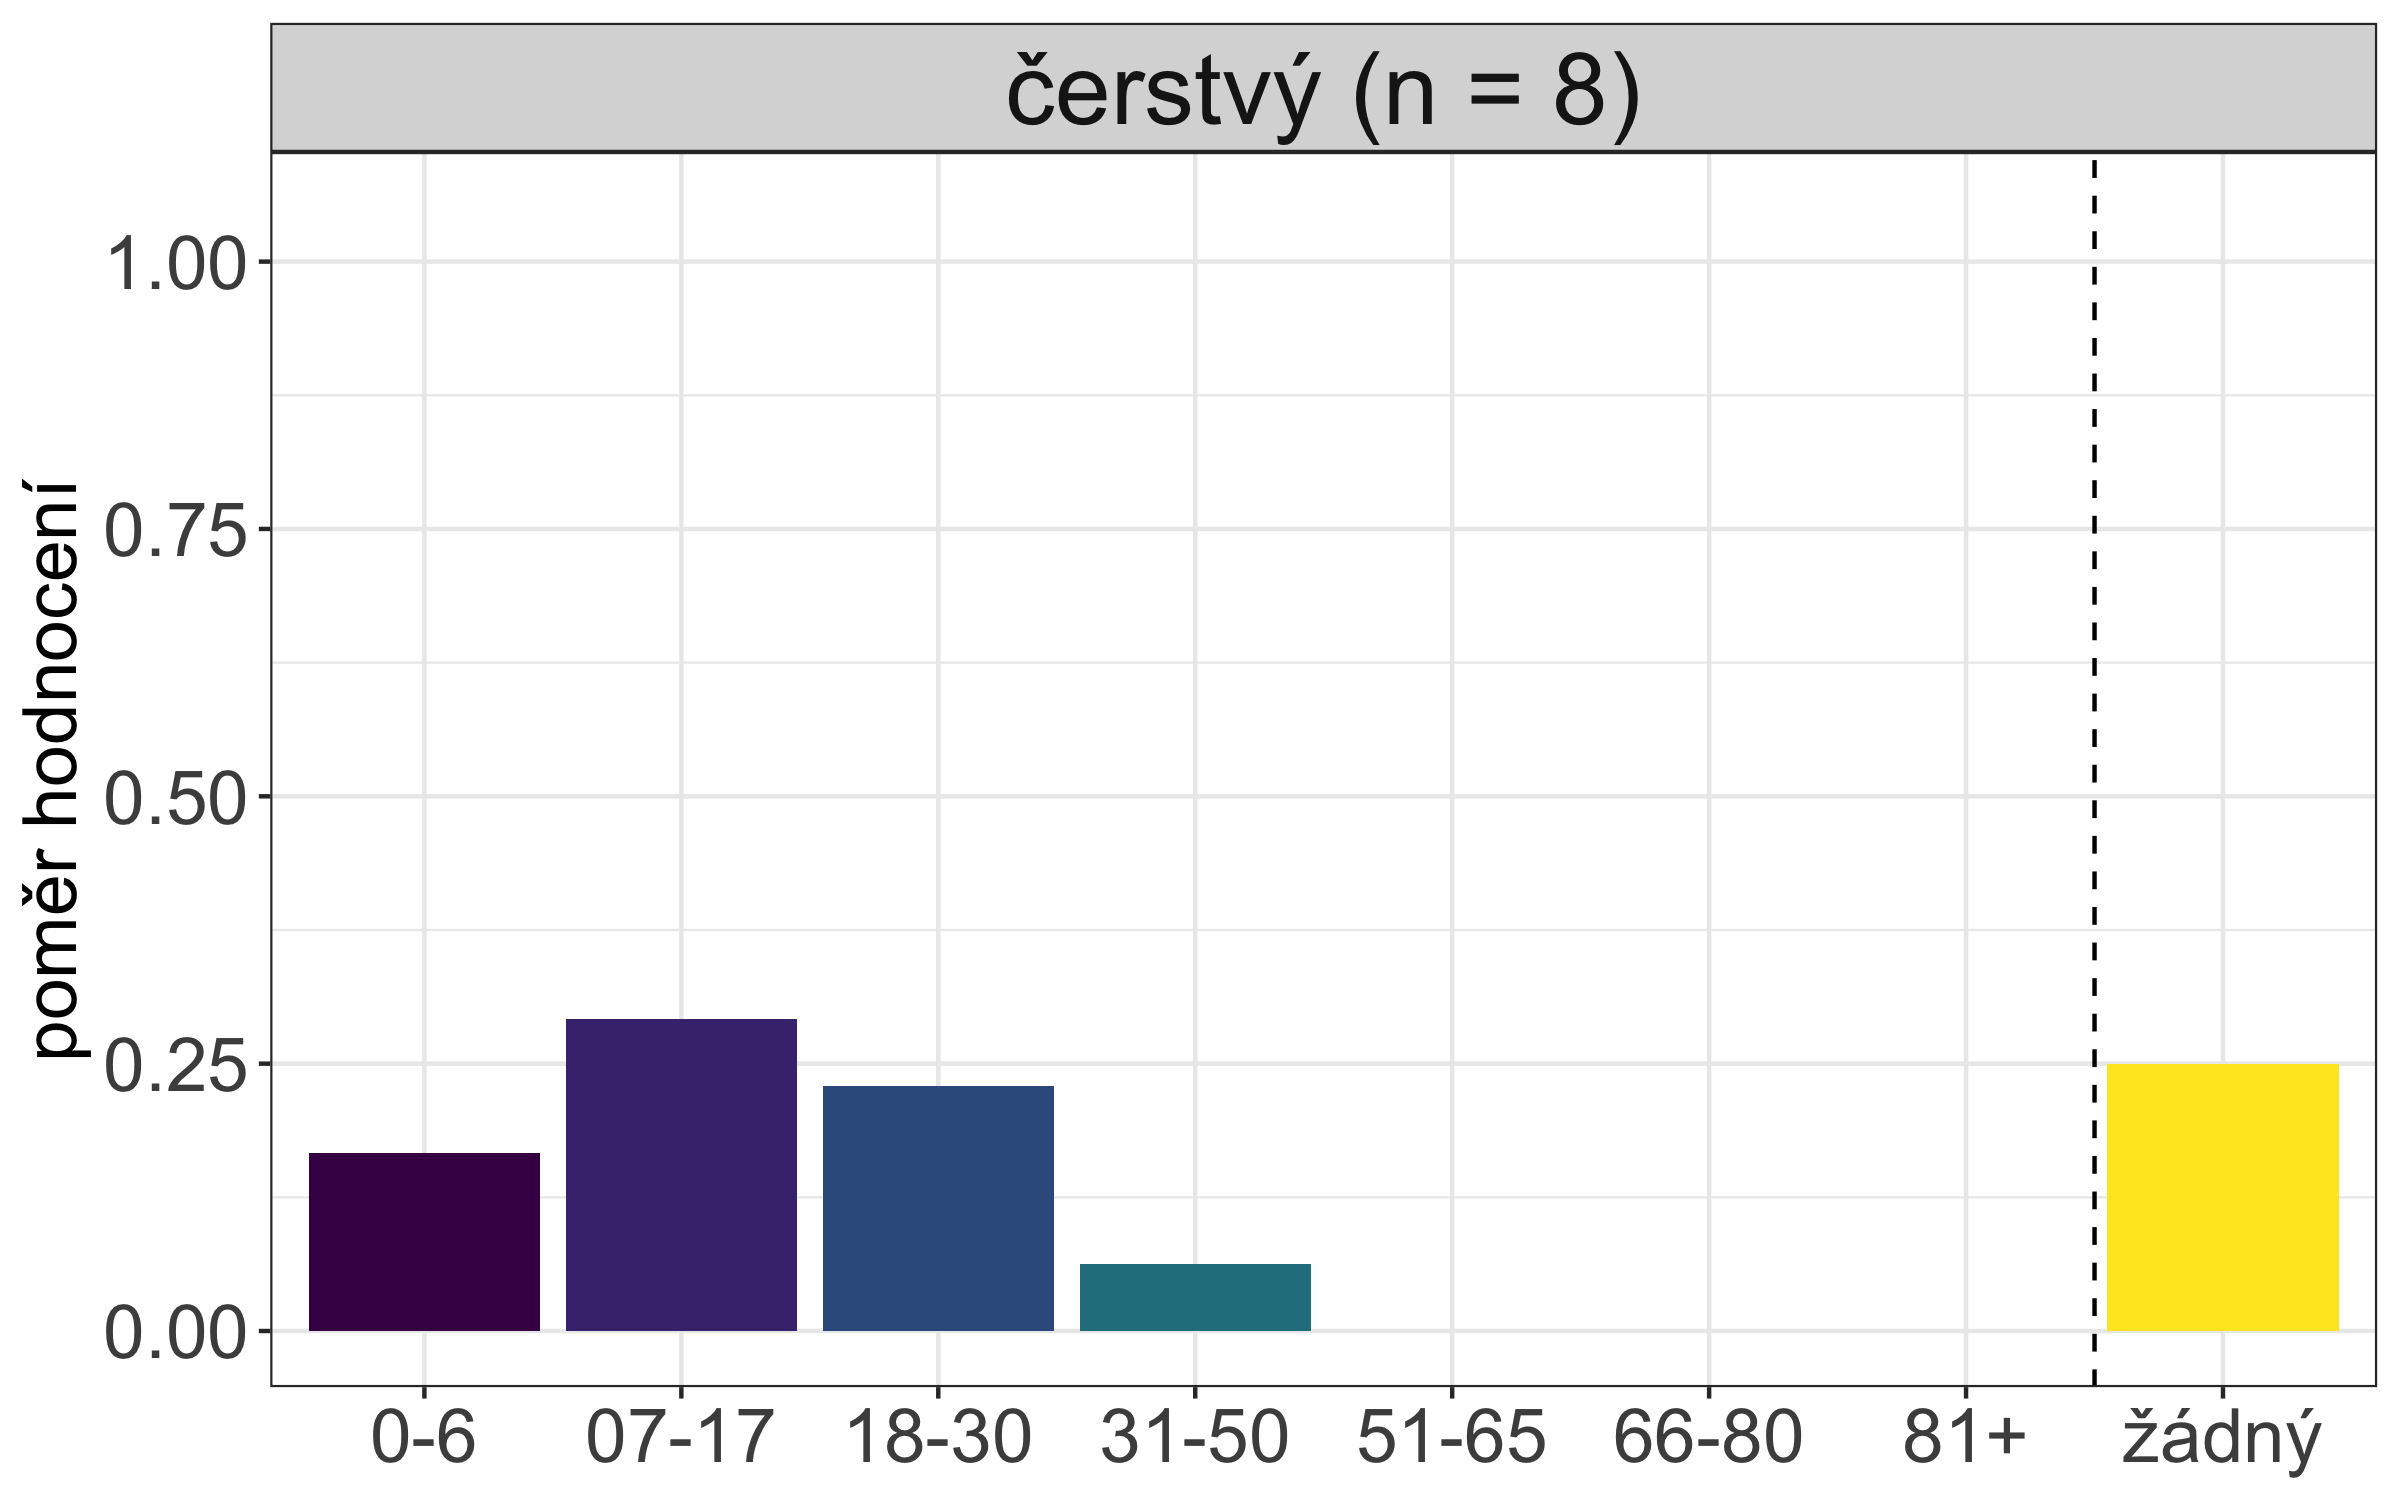 čerstvý (n = 8)
poměr hodnocení
1.00
0.75
0.50
0.25
0.00
0-6 07-17 18-30 31-50 51-65 66-80 81+ žádný